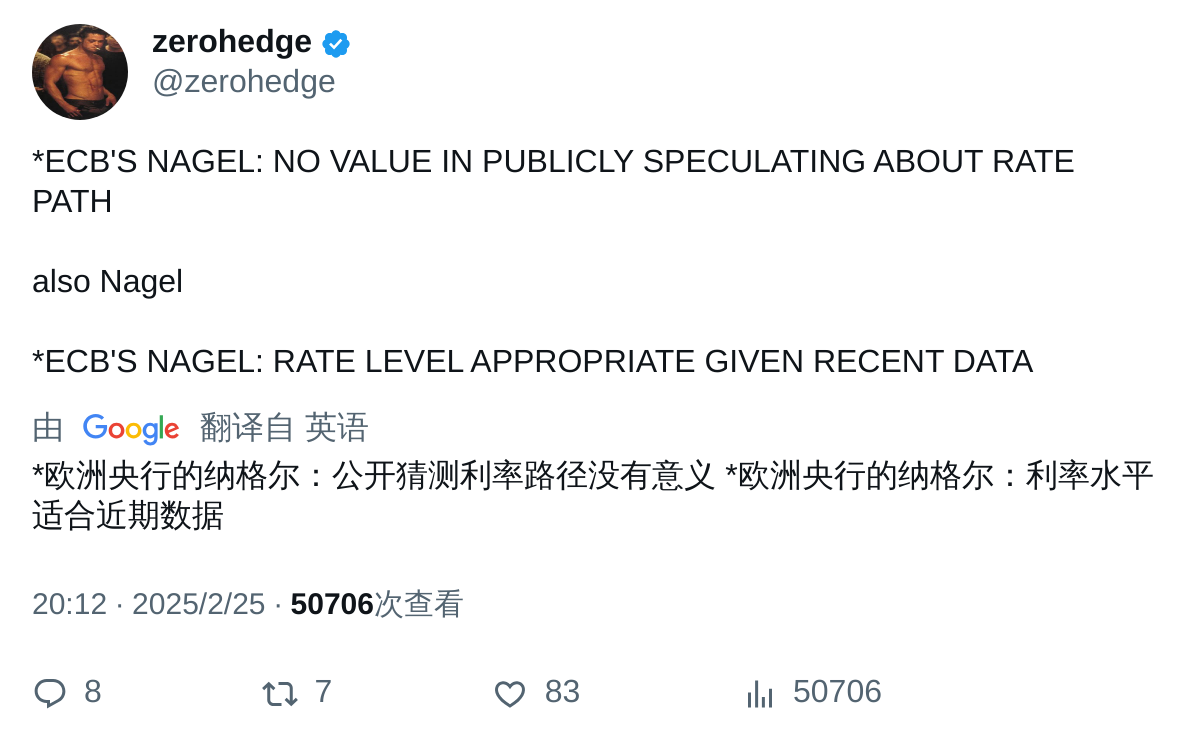 zerohedge
@zerohedge
*ECB'S NAGEL: NO VALUE IN PUBLICLY SPECULATING ABOUT RATE
PATH
also Nagel
*ECB'S NAGEL: RATE LEVEL APPROPRIATE GIVEN RECENT DATA
由 Google 翻译自 英语
*欧洲央行的纳格尔：公开猜测利率路径没有意义 *欧洲央行的纳格尔：利率水平
适合近期数据
20:12 · 2025/2/25 · 50706次查看
8 7 83 50706